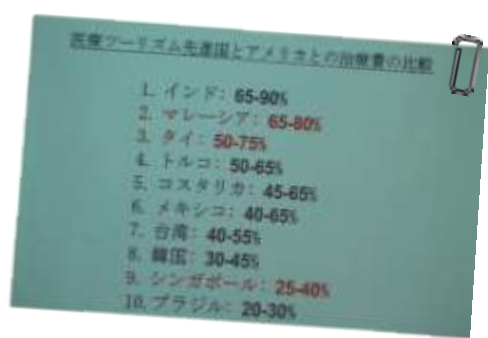 医療ツーリズム先進国とアメリカとの治療費の比較
1. インド: 65-90%
2. マレーシア: 65-80%
3. タイ: 50-75%
4. トルコ: 50-65%
5. コスタリカ: 45-65%
6. メキシコ: 40-65%
7. 台湾: 40-55%
8. 韓国: 30-45%
9. シンガポール: 25-40%
10. ブラジル: 20-30%